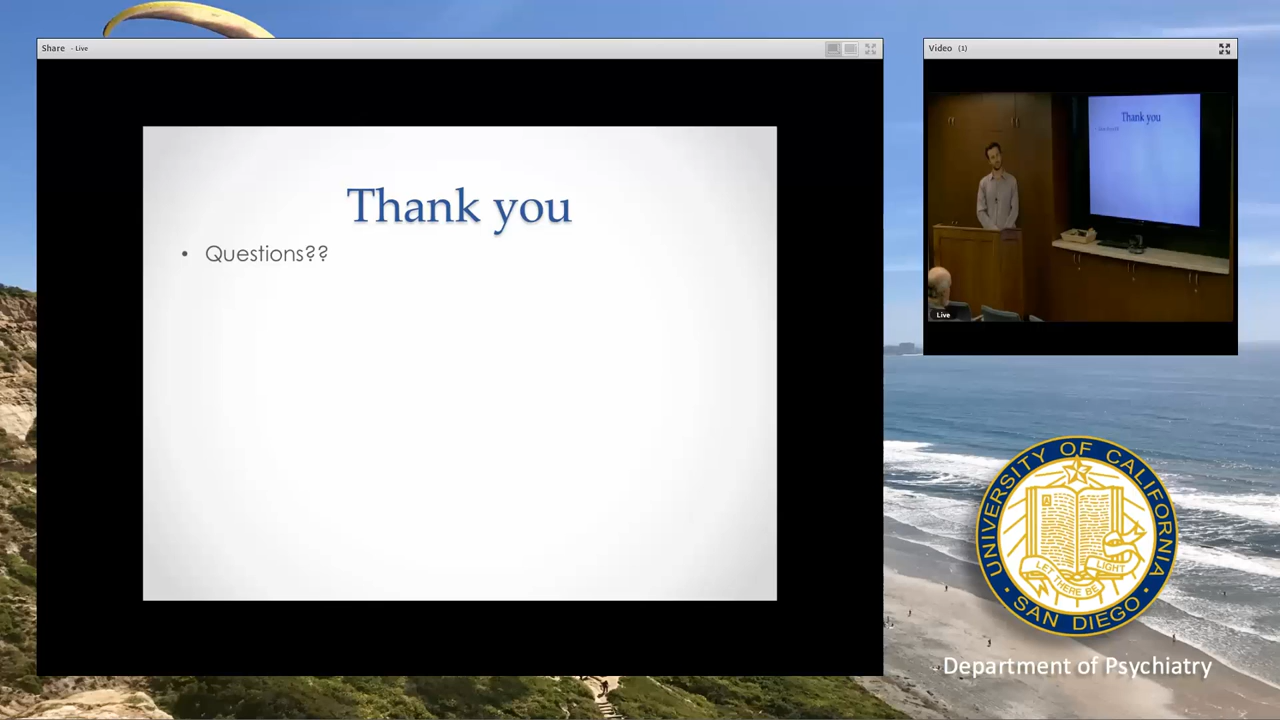 Share - Live
Video (1)
Thank you
• Questions??
Thank you
Live
UNIVERSITY OF CALIFORNIA
SAN DIEGO
LET THERE BE LIGHT
A
Department of Psychiatry